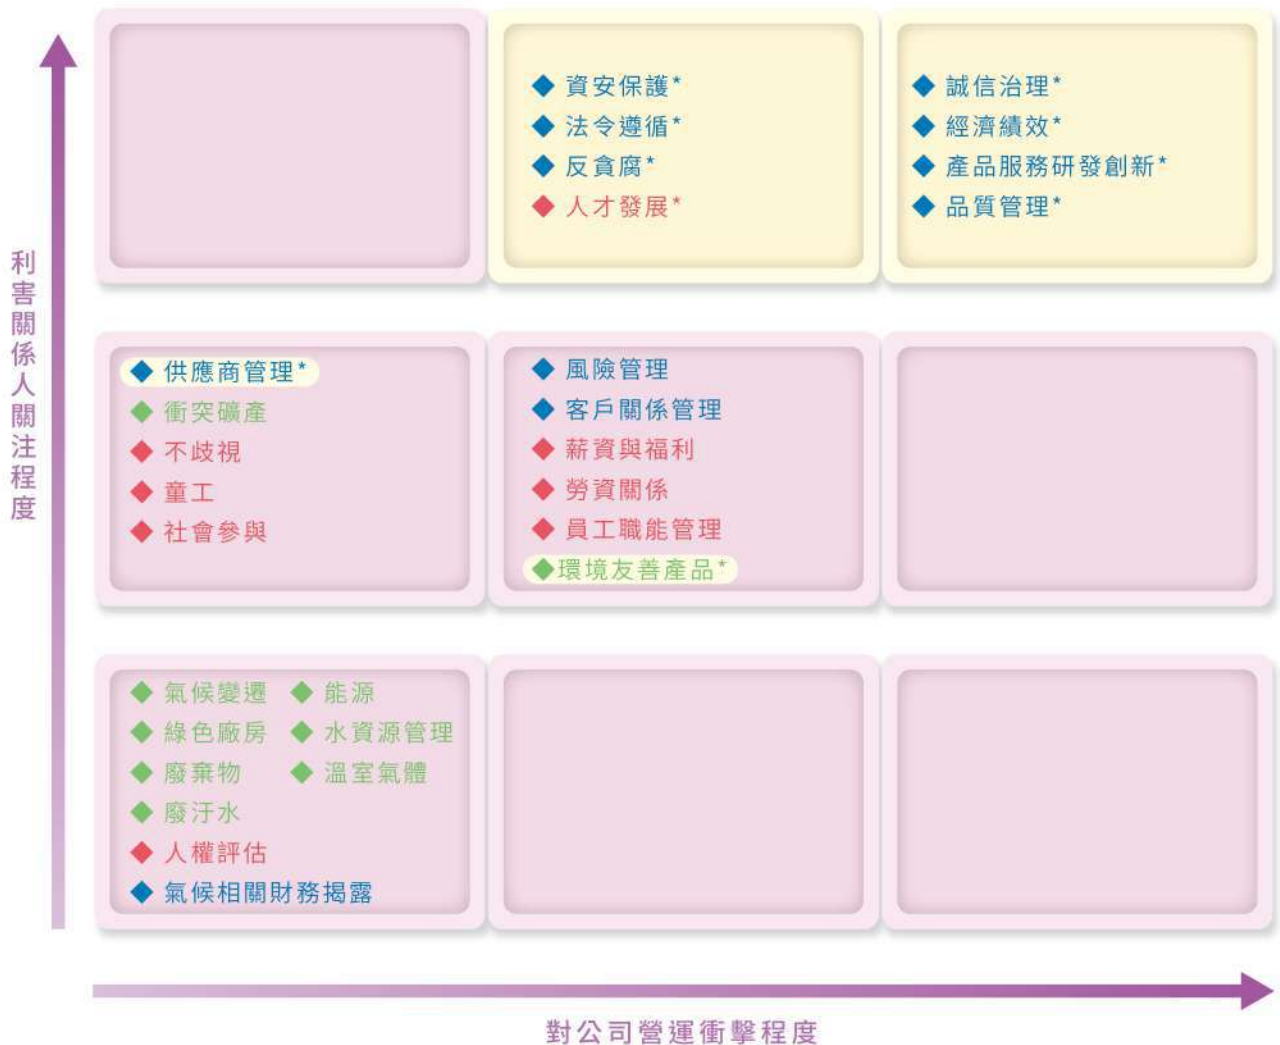 利害關係人關注程度
資安保護*
法令遵循*
反貪腐*
人才發展*
誠信治理*
經濟績效*
產品服務研發創新*
品質管理*
供應商管理*
衝突礦產
不歧視
童工
社會參與
風險管理
客戶關係管理
薪資與福利
勞資關係
員工職能管理
環境友善產品*
氣候變遷 能源
綠色廠房 水資源管理
廢棄物 溫室氣體
廢汙水
人權評估
氣候相關財務揭露
對公司營運衝擊程度